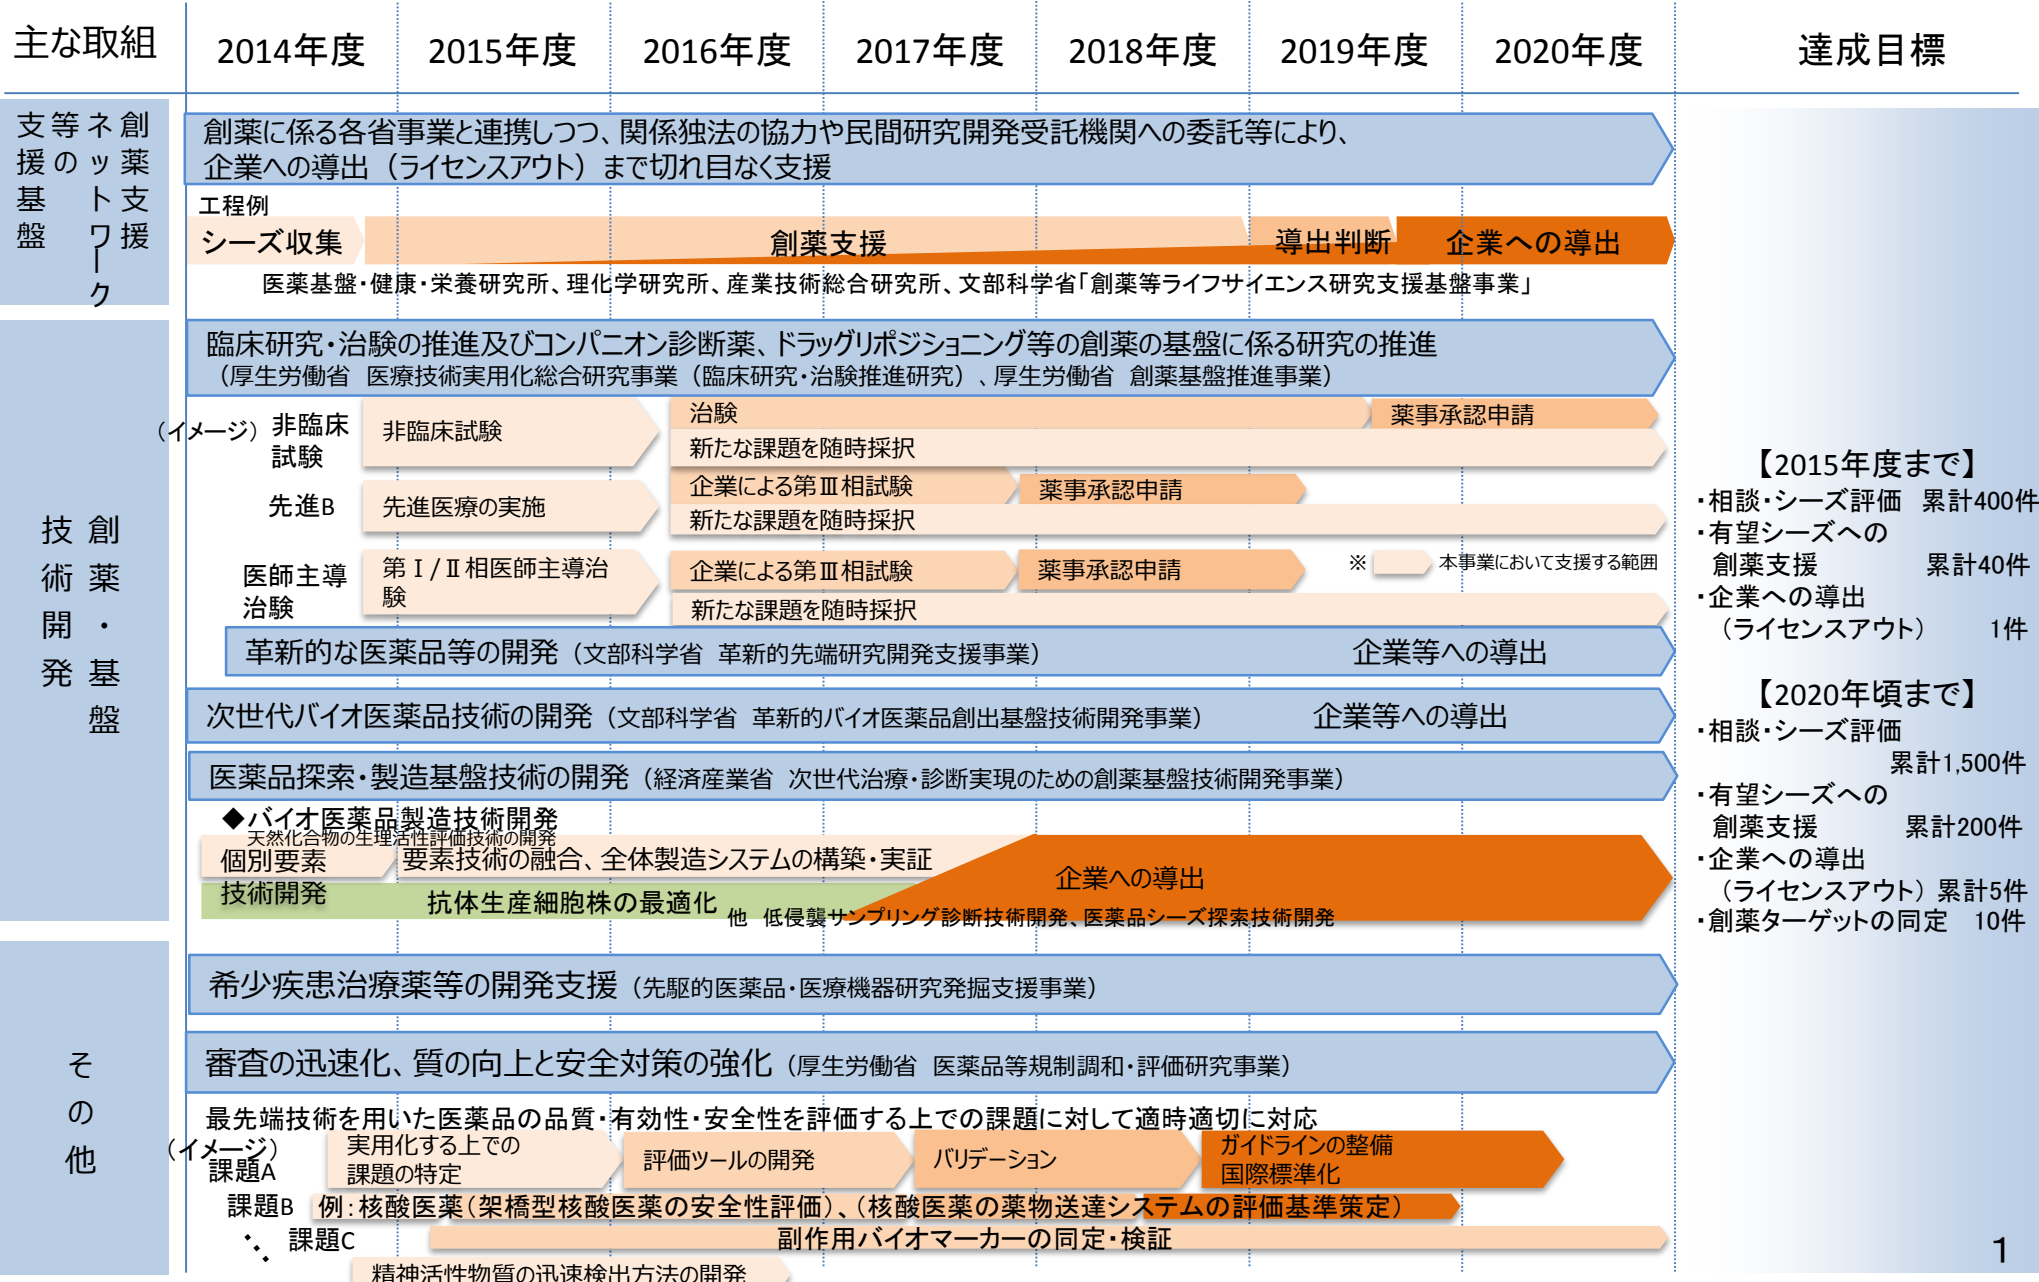 主な取組
2014年度
2015年度
2016年度
2017年度
2018年度
2019年度
2020年度
達成目標
創薬支援
ネットワーク
等の
支援基盤
創薬に係る各省事業と連携しつつ、関係独法の協力や民間研究開発受託機関への委託等により、
企業への導出（ライセンスアウト）まで切れ目なく支援
工程例
シーズ収集
創薬支援
導出判断
企業への導出
医薬基盤・健康・栄養研究所、理化学研究所、産業技術総合研究所、文部科学省「創薬等ライフサイエンス研究支援基盤事業」
創薬・基盤
技術開発
臨床研究・治験の推進及びコンパニオン診断薬、ドラッグリポジショニング等の創薬の基盤に係る研究の推進
（厚生労働省　医療技術実用化総合研究事業（臨床研究・治験推進研究）、厚生労働省　創薬基盤推進事業）
（イメージ）
非臨床
試験
非臨床試験
治験
薬事承認申請
新たな課題を随時採択
先進B
先進医療の実施
企業による第Ⅲ相試験
薬事承認申請
新たな課題を随時採択
医師主導
治験
第Ⅰ/Ⅱ相医師主導治
験
企業による第Ⅲ相試験
薬事承認申請
※
本事業において支援する範囲
新たな課題を随時採択
革新的な医薬品等の開発（文部科学省　革新的先端研究開発支援事業）
企業等への導出
次世代バイオ医薬品技術の開発（文部科学省　革新的バイオ医薬品創出基盤技術開発事業）
企業等への導出
医薬品探索・製造基盤技術の開発（経済産業省　次世代治療・診断実現のための創薬基盤技術開発事業）
◆バイオ医薬品製造技術開発
天然化合物の生理活性評価技術の開発
個別要素
技術開発
要素技術の融合、全体製造システムの構築・実証
企業への導出
抗体生産細胞株の最適化
他　低侵襲サンプリング診断技術開発、医薬品シーズ探索技術開発
その他
希少疾患治療薬等の開発支援（先駆的医薬品・医療機器研究発掘支援事業）
審査の迅速化、質の向上と安全対策の強化（厚生労働省　医薬品等規制調和・評価研究事業）
最先端技術を用いた医薬品の品質・有効性・安全性を評価する上での課題に対して適時適切に対応
（イメージ）
課題A
実用化する上での
課題の特定
評価ツールの開発
バリデーション
ガイドラインの整備
国際標準化
課題B
例：核酸医薬（架橋型核酸医薬の安全性評価）、（核酸医薬の薬物送達システムの評価基準策定）
課題C
副作用バイオマーカーの同定・検証
⋱
精神活性物質の迅速検出方法の開発
【2015年度まで】
・相談・シーズ評価　累計400件
・有望シーズへの
創薬支援　累計40件
・企業への導出
（ライセンスアウト）　1件
【2020年頃まで】
・相談・シーズ評価
累計1,500件
・有望シーズへの
創薬支援　累計200件
・企業への導出
（ライセンスアウト）累計5件
・創薬ターゲットの同定　10件
1